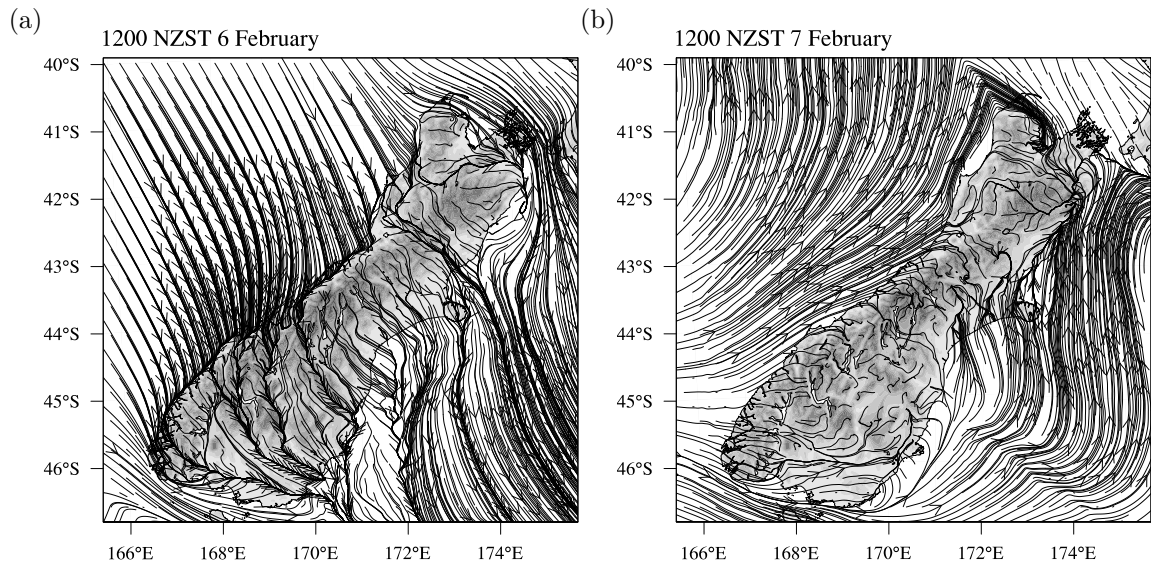 (a)
1200 NZST 6 February
40°S
41°S
42°S
43°S
44°S
45°S
46°S
166°E 168°E 170°E 172°E 174°E
(b)
1200 NZST 7 February
40°S
41°S
42°S
43°S
44°S
45°S
46°S
166°E 168°E 170°E 172°E 174°E